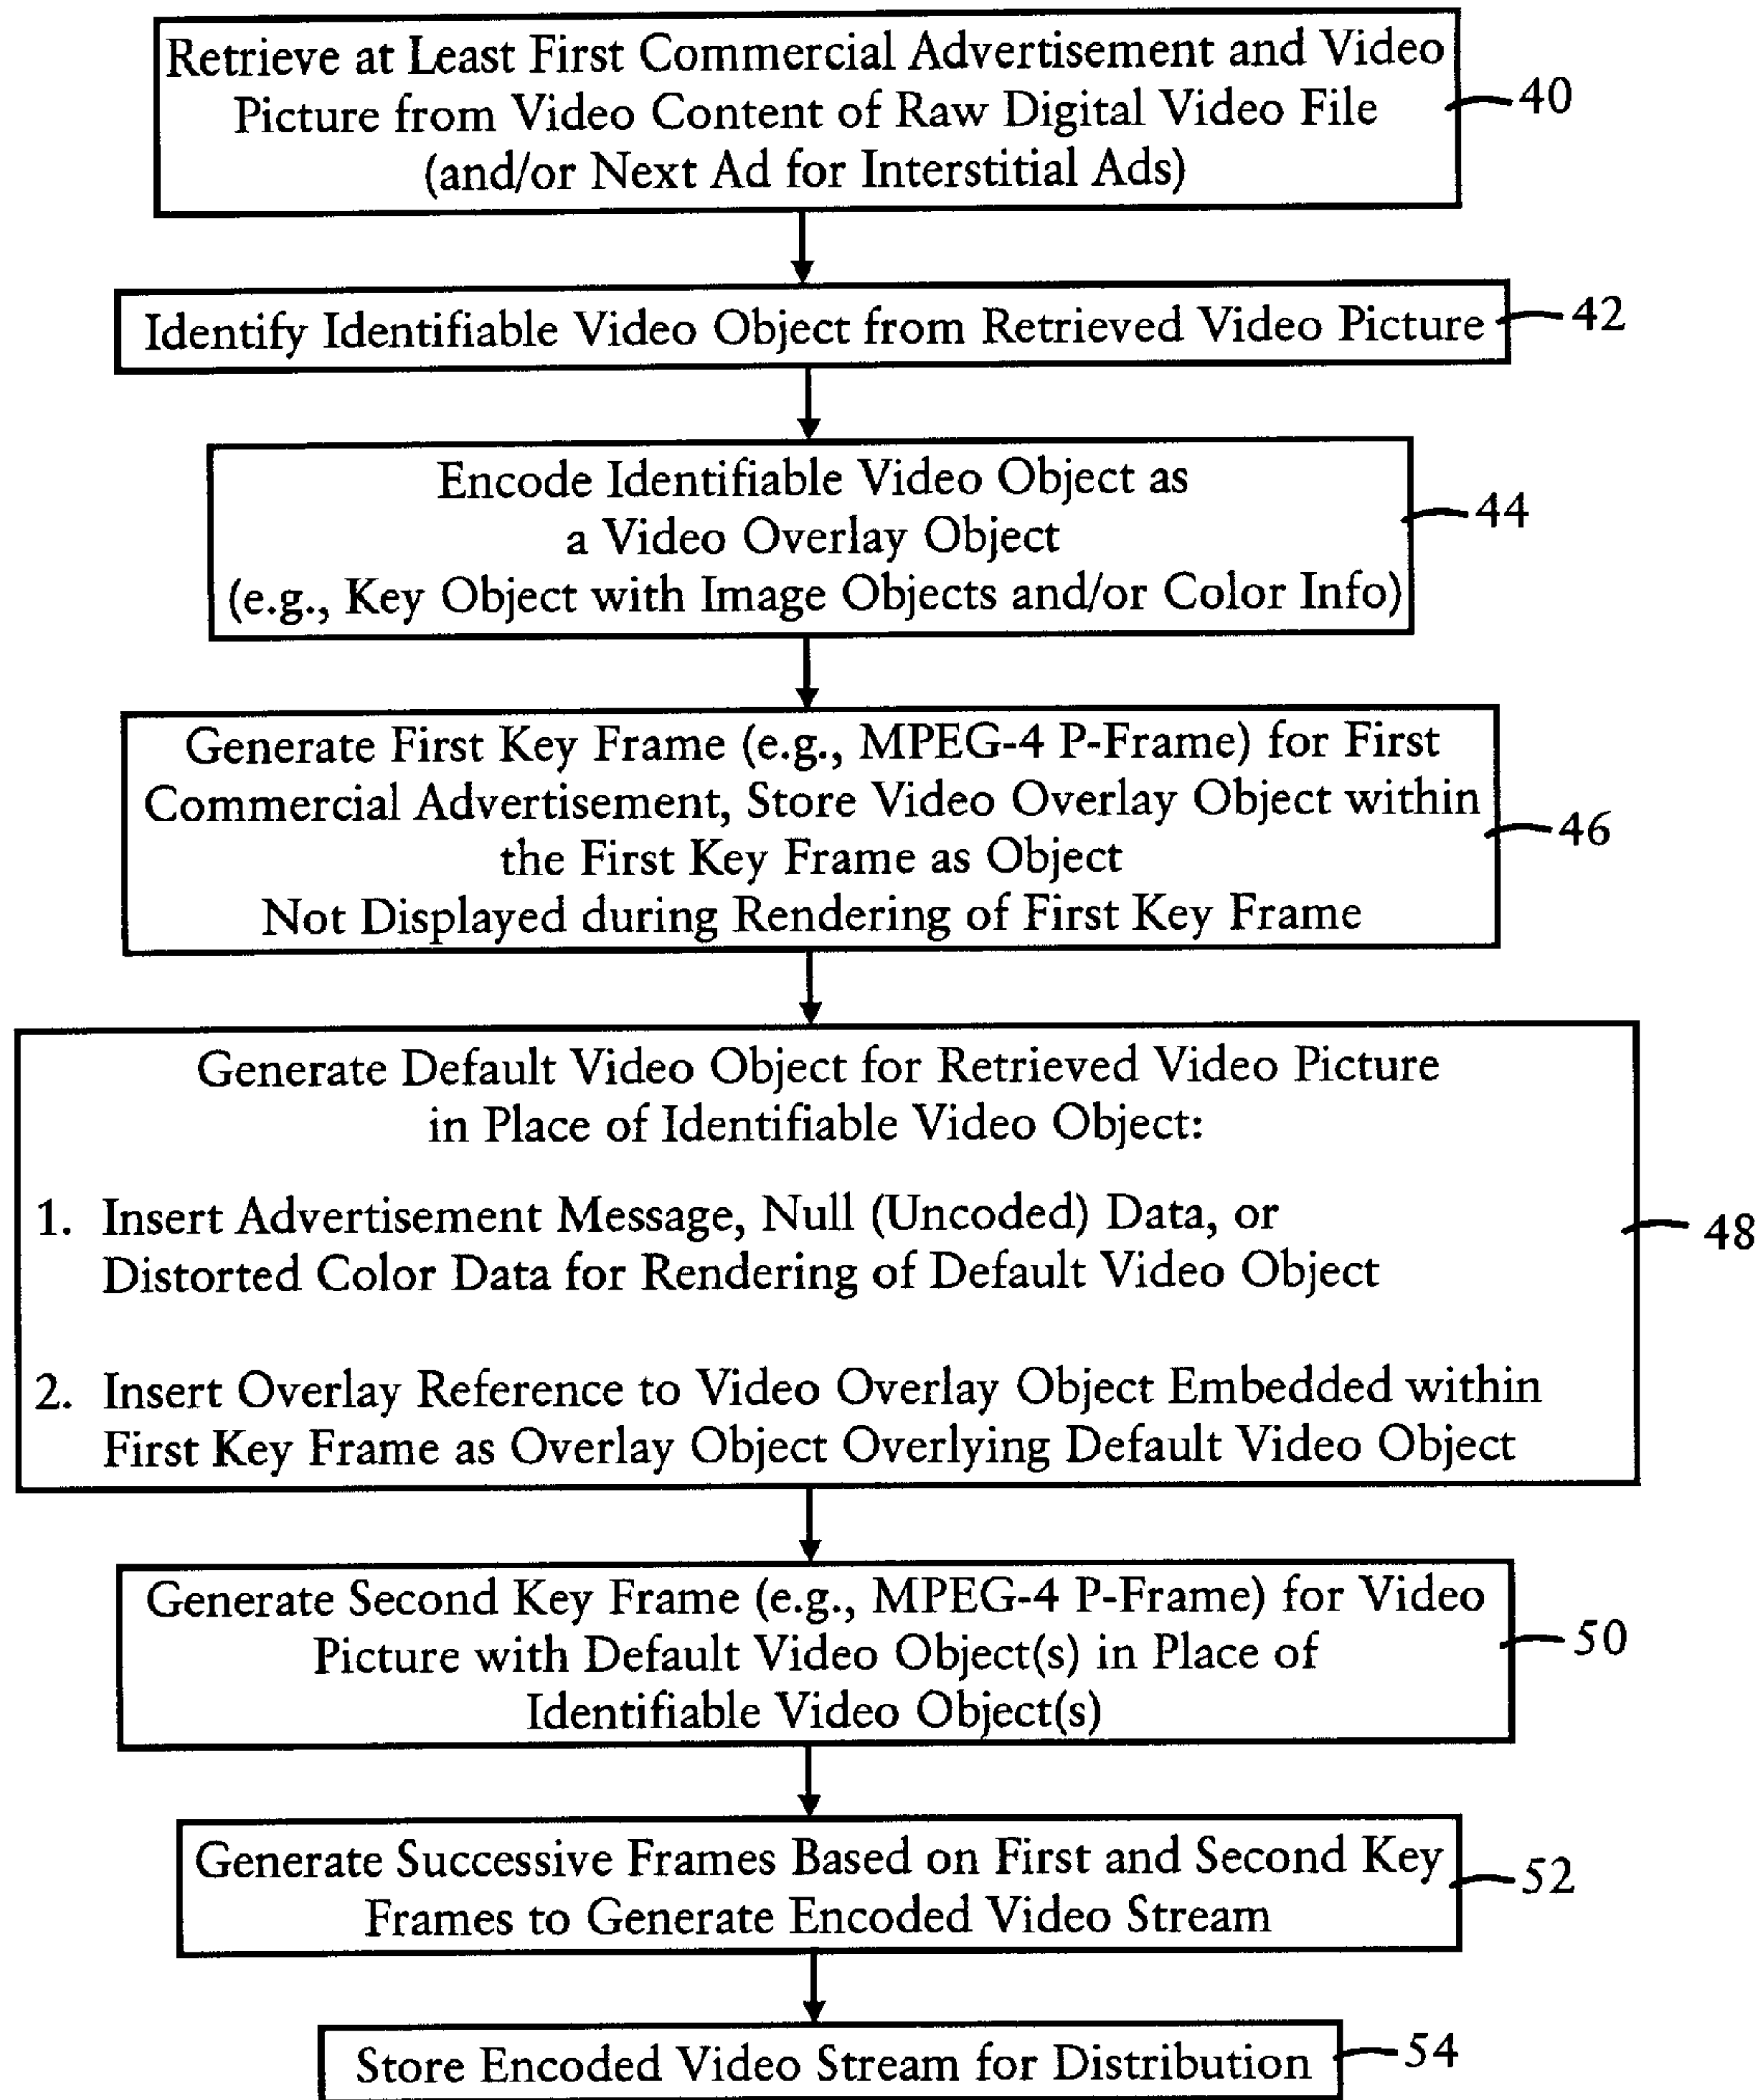 Retrieve at Least First Commercial Advertisement and Video
Picture from Video Content of Raw Digital Video File
(and/or Next Ad for Interstitial Ads)
40
Identify Identifiable Video Object from Retrieved Video Picture
42
Encode Identifiable Video Object as
a Video Overlay Object
(e.g., Key Object with Image Objects and/or Color Info)
44
Generate First Key Frame (e.g., MPEG-4 P-Frame) for First
Commercial Advertisement, Store Video Overlay Object within
the First Key Frame as Object
Not Displayed during Rendering of First Key Frame
46
Generate Default Video Object for Retrieved Video Picture
in Place of Identifiable Video Object:
1. Insert Advertisement Message, Null (Uncoded) Data, or
Distorted Color Data for Rendering of Default Video Object
48
2. Insert Overlay Reference to Video Overlay Object Embedded within
First Key Frame as Overlay Object Overlying Default Video Object
Generate Second Key Frame (e.g., MPEG-4 P-Frame) for Video
Picture with Default Video Object(s) in Place of
Identifiable Video Object(s)
50
Generate Successive Frames Based on First and Second Key
Frames to Generate Encoded Video Stream
52
Store Encoded Video Stream for Distribution
54